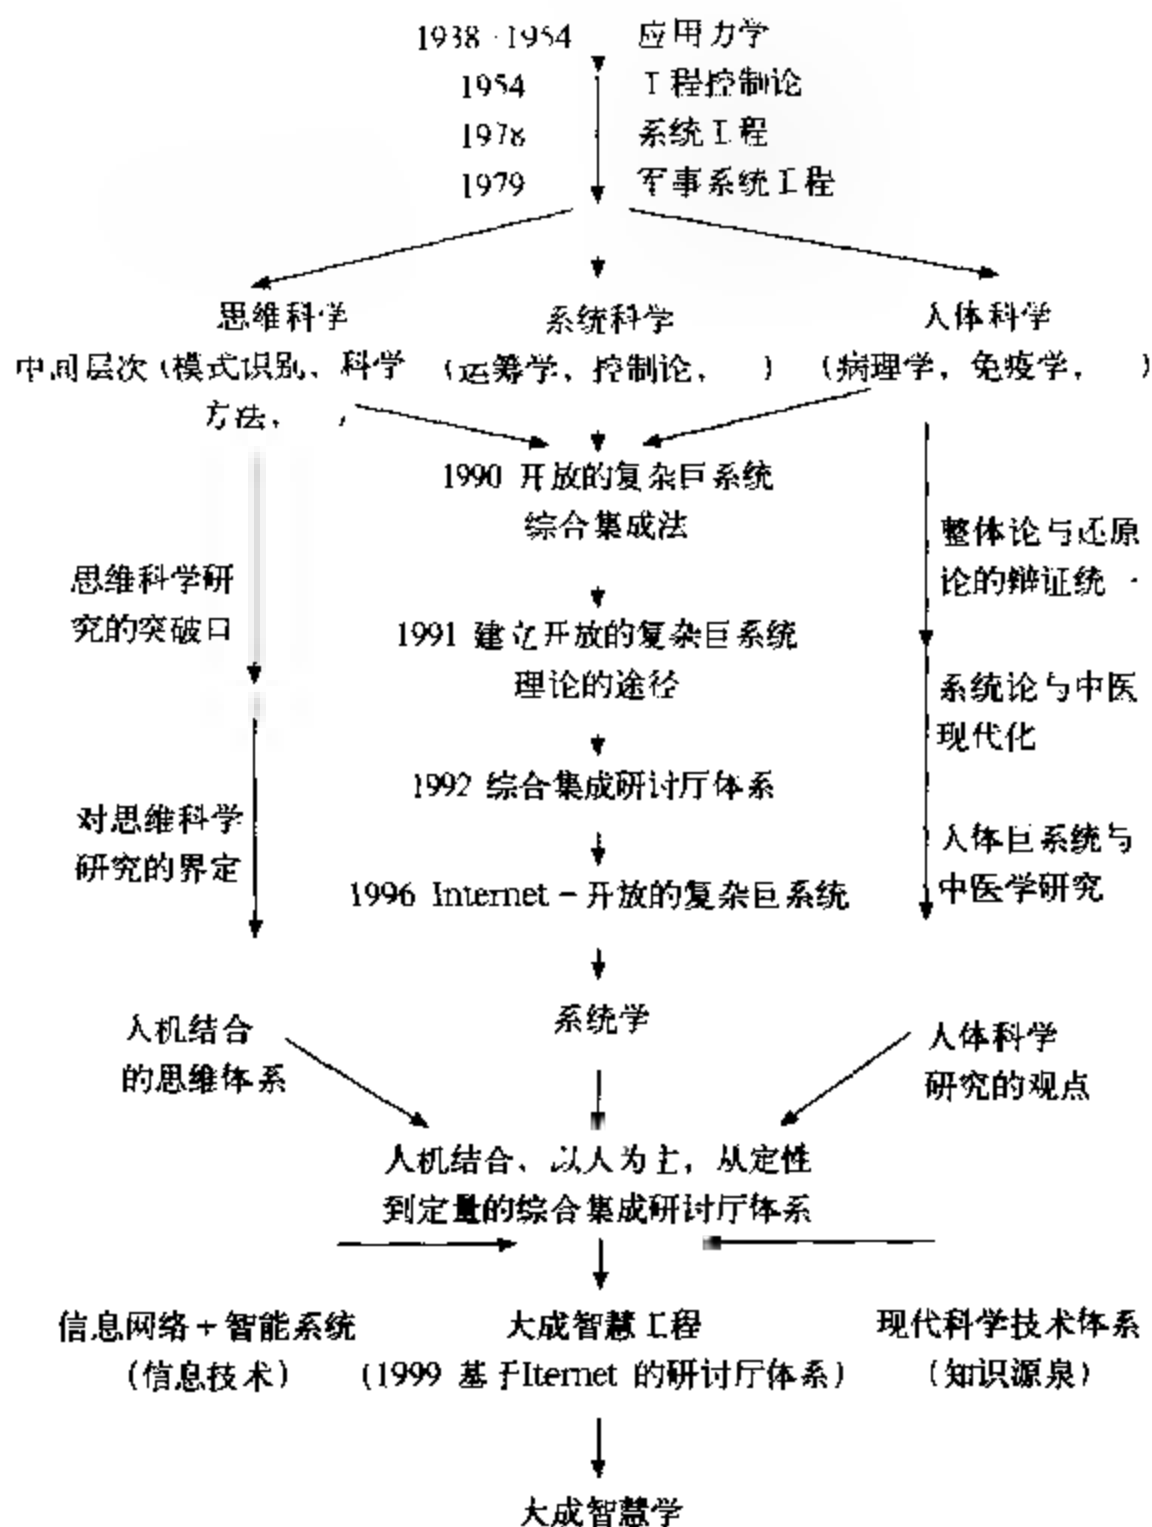 1938-1954 应用力学
1954 工程控制论
1978 系统工程
1979 军事系统工程
思维科学
系统科学
人体科学
中间层次(模式识别、科学
方法,
(运筹学,控制论, )
(病理学,免疫学, )
1990 开放的复杂巨系统
综合集成法
思维科学研
究的突破口
整体论与还原
论的辩证统一
1991 建立开放的复杂巨系统
理论的途径
系统论与中医
现代化
1992 综合集成研讨厅体系
对思维科学
研究的界定
人体巨系统与
中医学研究
1996 Internet-开放的复杂巨系统
系统学
人机结合
的思维体系
人体科学
研究的观点
人机结合、以人为主,从定性
到定量的综合集成研讨厅体系
信息网络+智能系统
(信息技术)
大成智慧工程
(1999 基于Iternet 的研讨厅体系)
现代科学技术体系
(知识源泉)
大成智慧学